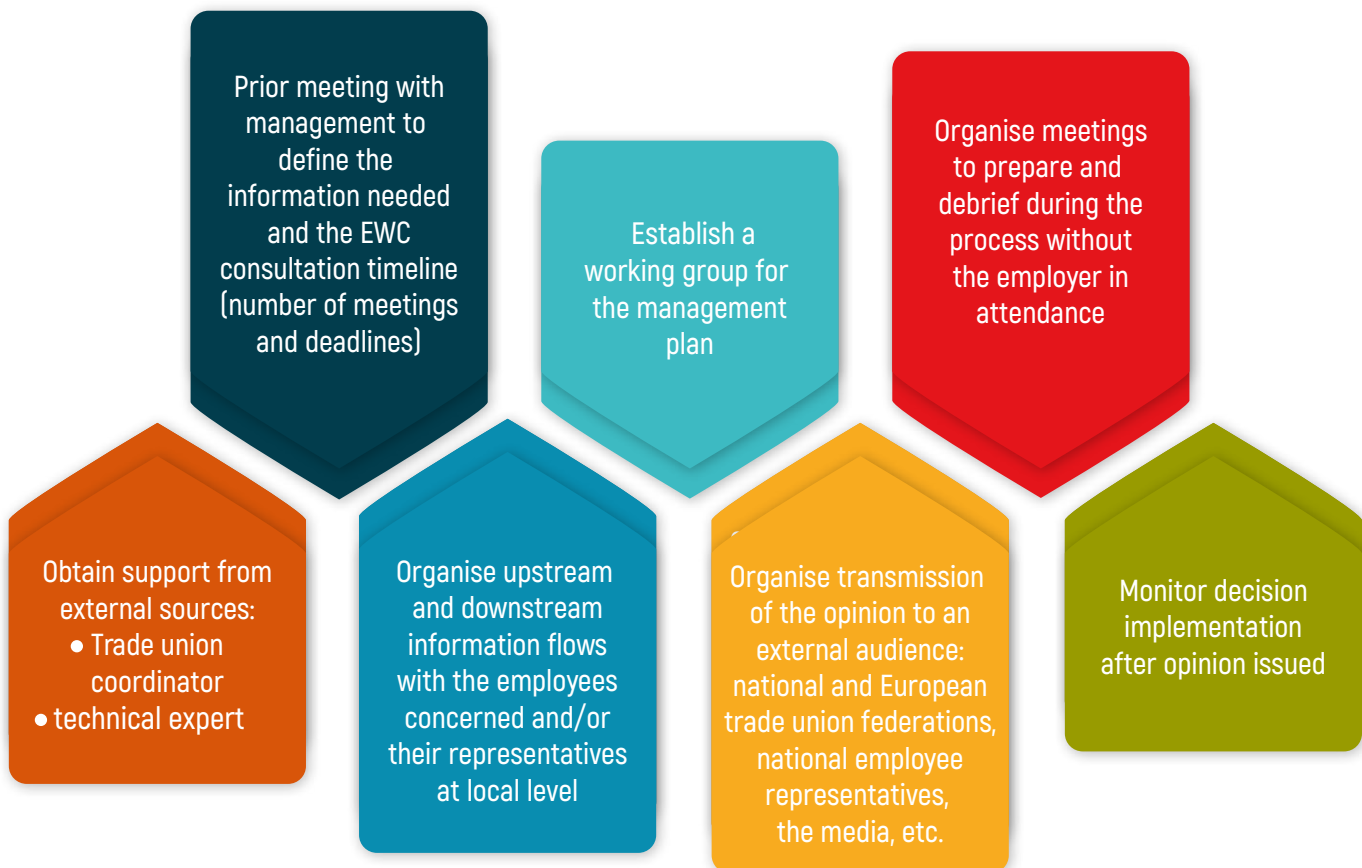 Prior meeting with
management to
define the
information needed
and the EWC
consultation timeline
(number of meetings
and deadlines)
Establish a
working group for
the management
plan
Organise meetings
to prepare and
debrief during the
process without
the employer in
attendance
Obtain support from
external sources:
• Trade union
coordinator
• technical expert
Organise upstream
and downstream
information flows
with the employees
concerned and/or
their representatives
at local level
Organise transmission
of the opinion to an
external audience:
national and European
trade union federations,
national employee
representatives,
the media, etc.
Monitor decision
implementation
after opinion issued